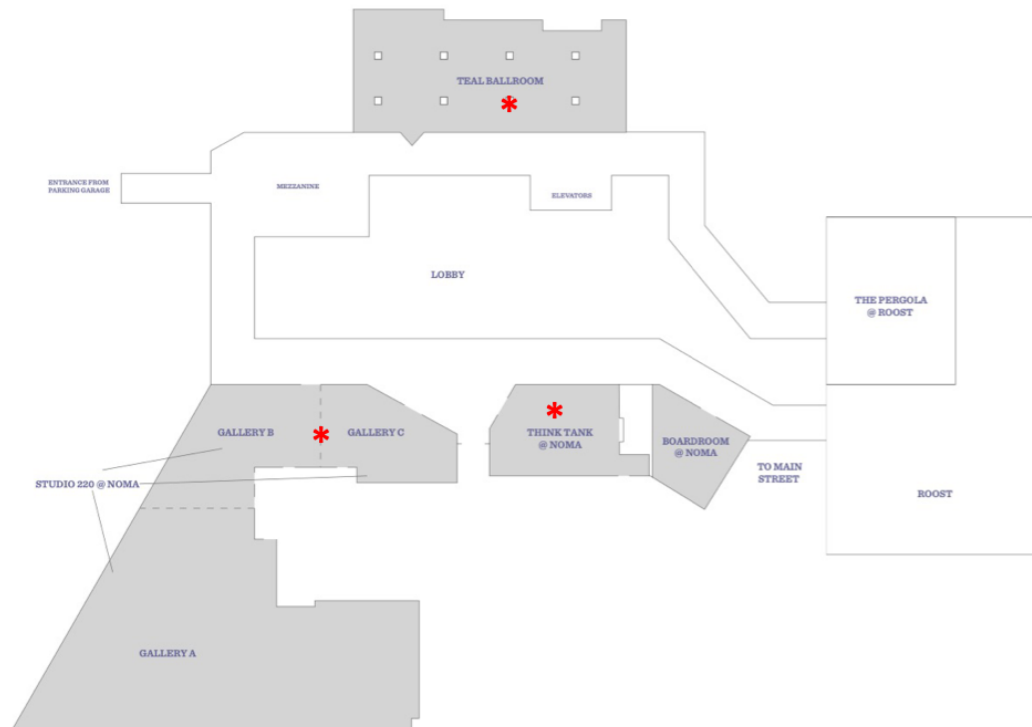 TEAL BALLROOM
ENTRANCE FROM
PARKING GARAGE
MEZZANINE
ELEVATORS
LOBBY
THE PERGOLA
@ ROOST
GALLERY B
GALLERY C
THINK TANK
@ NOMA
BOARDROOM
@ NOMA
TO MAIN
STREET
STUDIO 220 @ NOMA
ROOST
GALLERY A